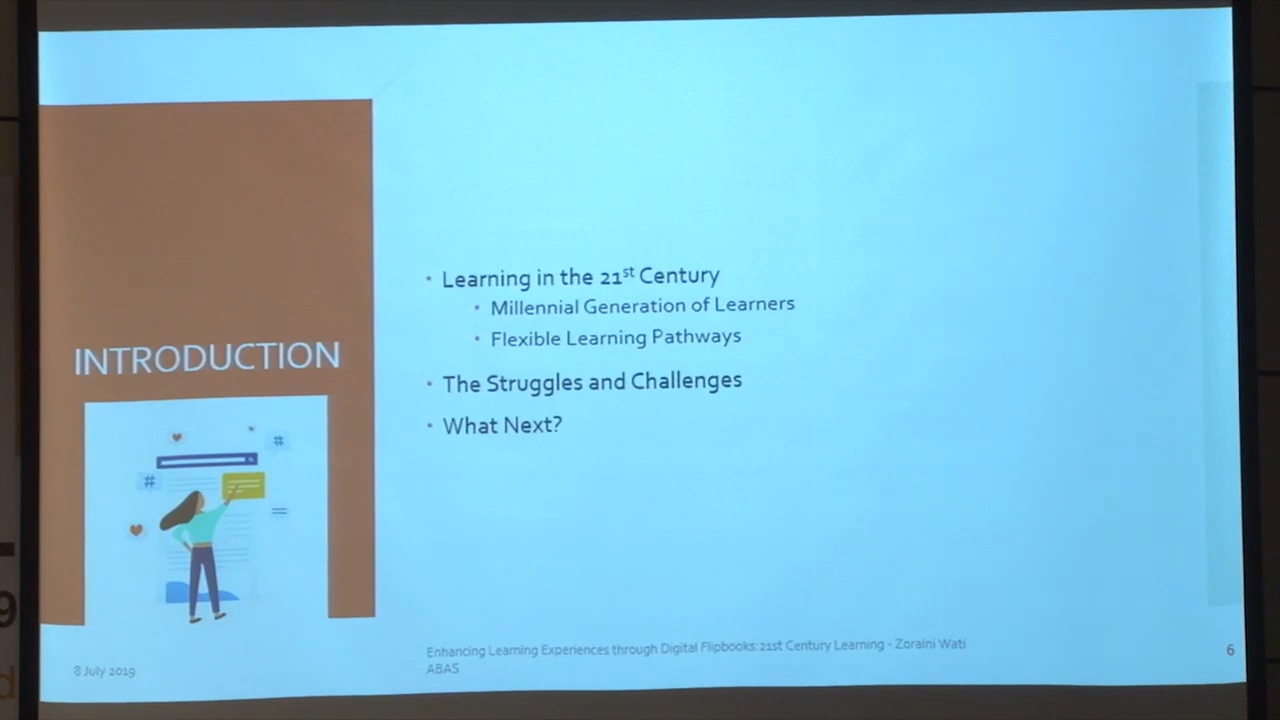 INTRODUCTION
• Learning in the 21st Century
• Millennial Generation of Learners
• Flexible Learning Pathways
• The Struggles and Challenges
• What Next?
#
#
8 July 2019
Enhancing Learning Experiences through Digital Flipbooks: 21st Century Learning - Zoraini Wati
ABAS
6
9
d